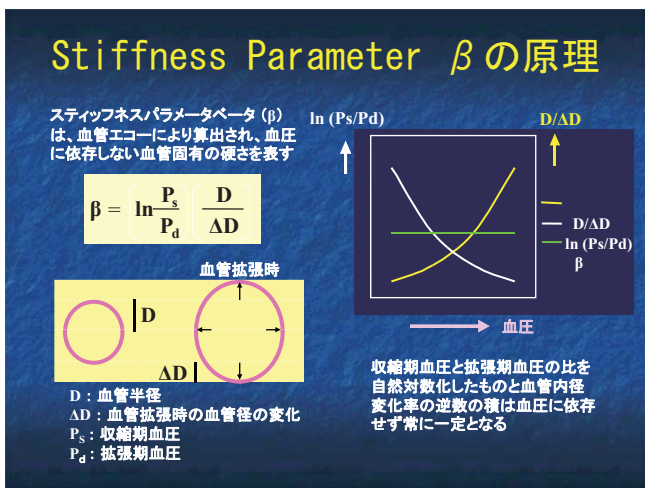 Stiffness Parameter βの原理
スティッフネスパラメータベータ（β）
は、血管エコーにより算出され、血圧
に依存しない血管固有の硬さを表す
β = ln Ps/Pd D/ΔD
血管拡張時
D
ΔD
D：血管半径
ΔD：血管拡張時の血管径の変化
PS：収縮期血圧
Pd：拡張期血圧
ln (Ps/Pd)
D/ΔD
D/ΔD
ln (Ps/Pd)
β
血圧
収縮期血圧と拡張期血圧の比を
自然対数化したものと血管内径
変化率の逆数の積は血圧に依存
せず常に一定となる